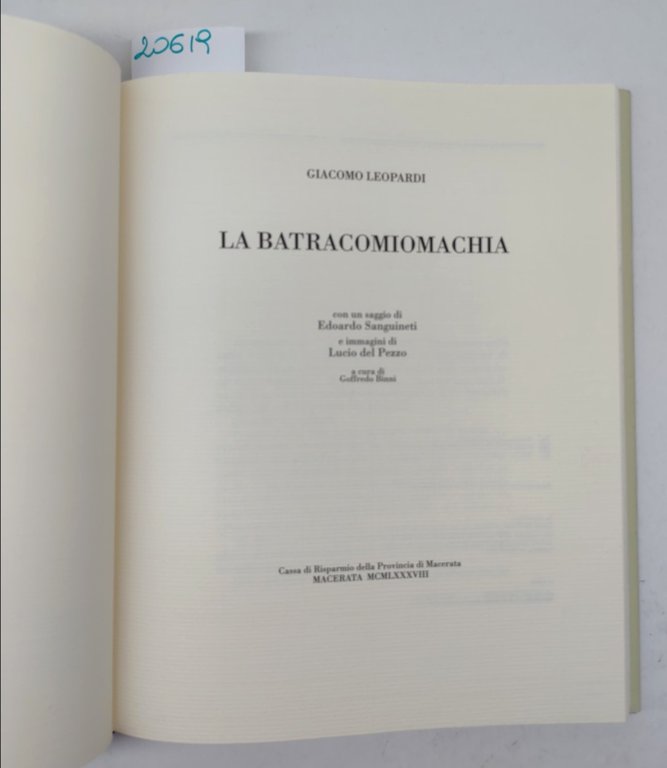 20619
GIACOMO LEOPARDI
LA BATRACOMIOMACHIA
con un saggio di
Edoardo Sanguineti
e immagini di
Lucio del Pezzo
a cura di
Goffredo Binni
Cassa di Risparmio della Provincia di Macerata
MACERATA MCMLXXXVIII